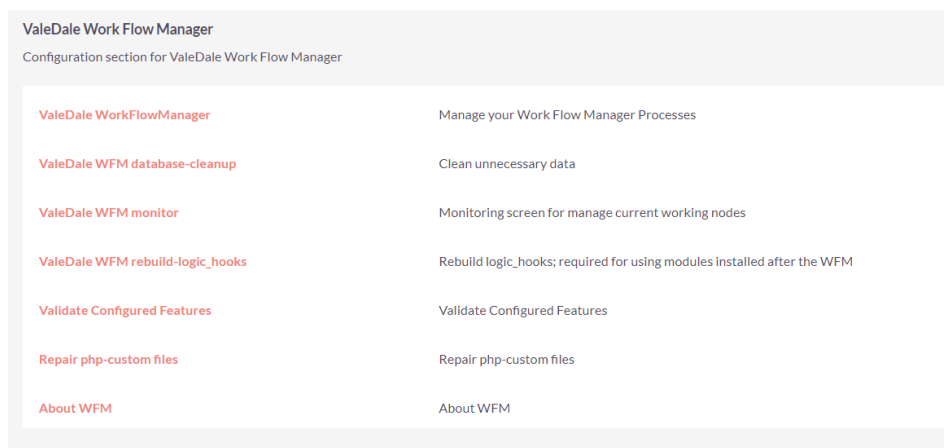 ValeDale Work Flow Manager
Configuration section for ValeDale Work Flow Manager
ValeDale WorkFlowManager Manage your Work Flow Manager Processes
ValeDale WFM database-cleanup Clean unnecessary data
ValeDale WFM monitor Monitoring screen for manage current working nodes
ValeDale WFM rebuild-logic_hooks Rebuild logic_hooks; required for using modules installed after the WFM
Validate Configured Features Validate Configured Features
Repair php-custom files Repair php-custom files
About WFM About WFM